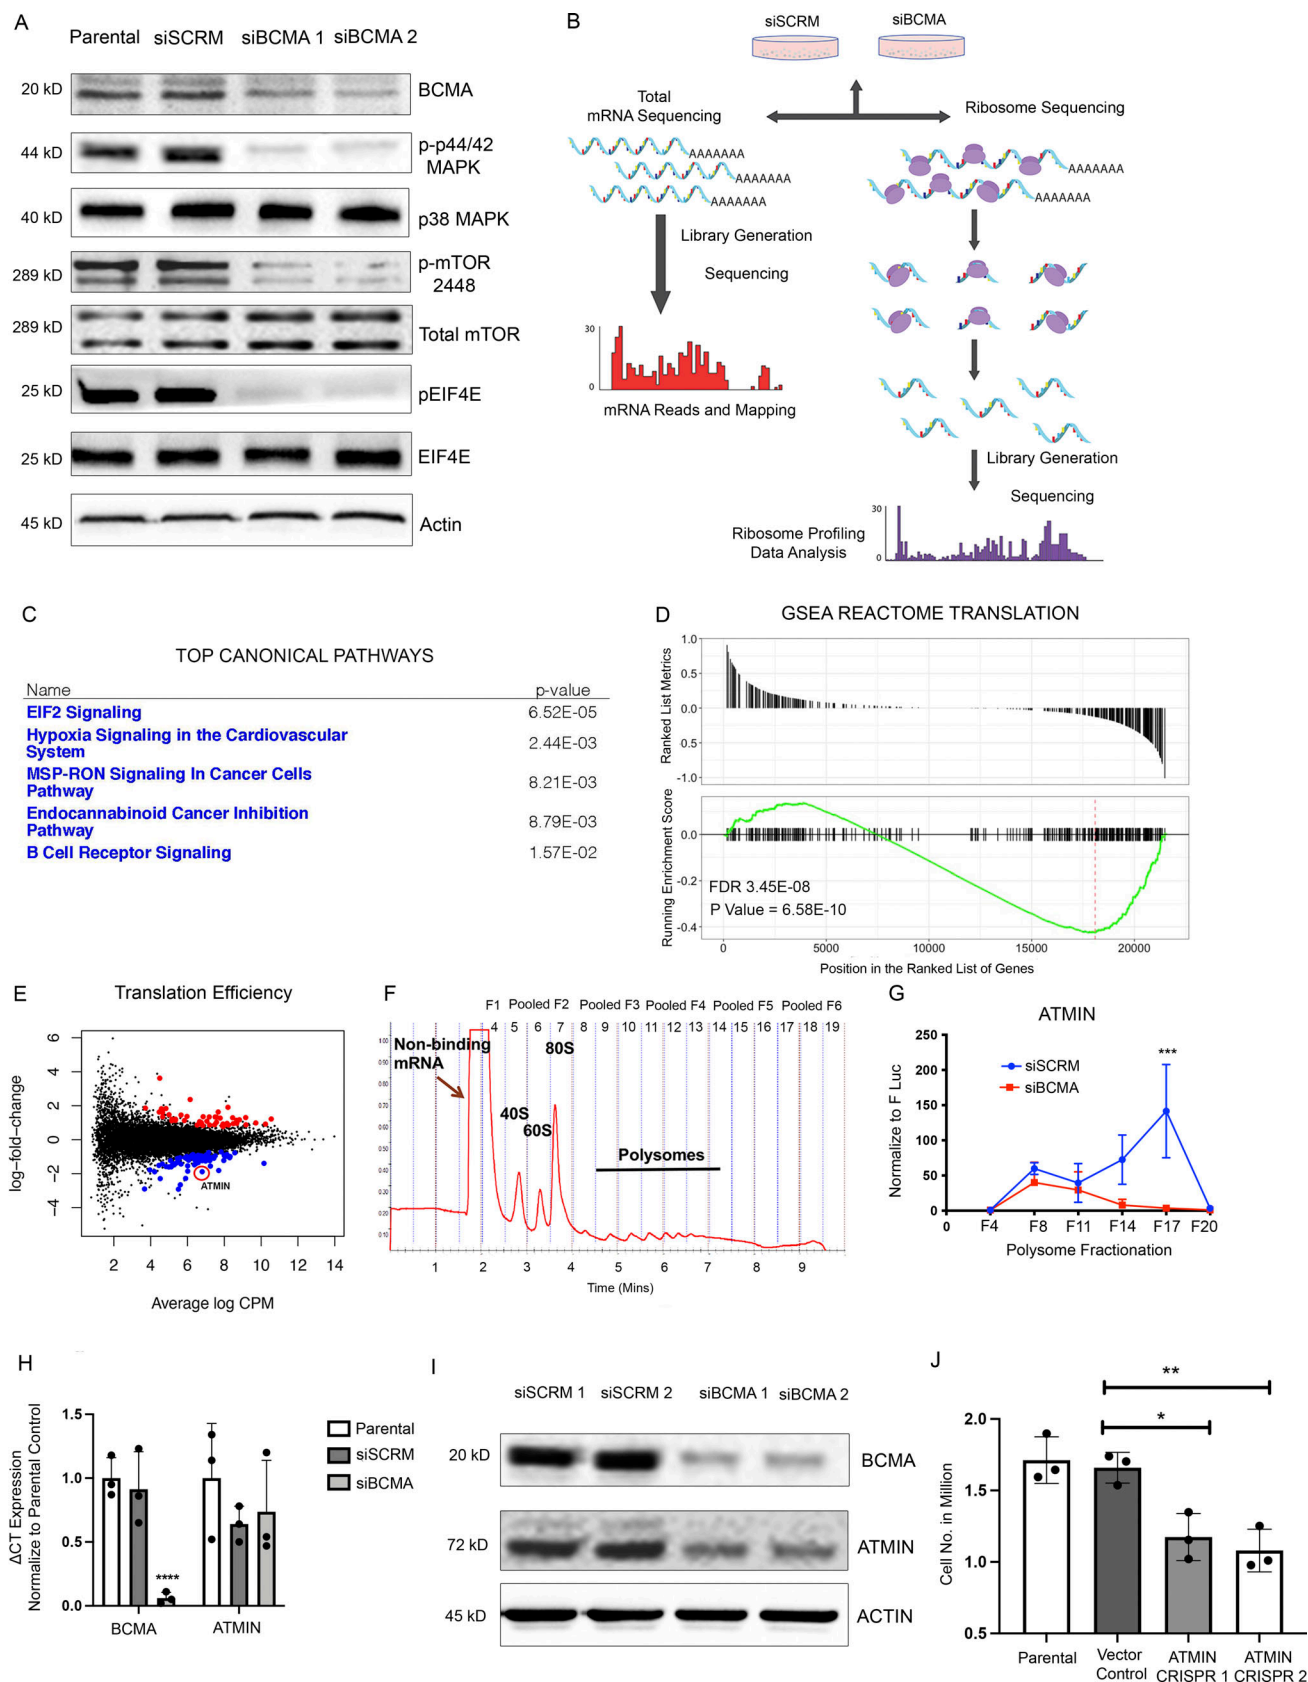 A
Parental siSCRM siBCMA 1 siBCMA 2
20 kD BCMA
44 kD p-p44/42
MAPK
40 kD p38 MAPK
289 kD p-mTOR
2448
289 kD Total mTOR
25 kD pEIF4E
25 kD EIF4E
45 kD Actin
B
siSCRM siBCMA
Total
mRNA Sequencing
Ribosome Sequencing
AAAAAAA
AAAAAAA
AAAAAAA
AAAAAAA
AAAAAAA
Library Generation
Sequencing
30
0
mRNA Reads and Mapping
Library Generation
Sequencing
Ribosome Profiling
Data Analysis
30
0
C
TOP CANONICAL PATHWAYS
Name p-value
EIF2 Signaling 6.52E-05
Hypoxia Signaling in the Cardiovascular
System 2.44E-03
MSP-RON Signaling In Cancer Cells
Pathway 8.21E-03
Endocannabinoid Cancer Inhibition
Pathway 8.79E-03
B Cell Receptor Signaling 1.57E-02
D
GSEA REACTOME TRANSLATION
Ranked List Metrics
1.0
0.5
0.0
0.5
-1.0
Running Enrichment Score
0.0
-0.2
-0.4
FDR 3.45E-08
P Value = 6.58E-10
0 5000 10000 15000 20000
Position in the Ranked List of Genes
E
Translation Efficiency
log-fold-change
6
4
2
0
-2
-4
ATMIN
2 4 6 8 10 12 14
Average log CPM
F
F1 Pooled F2 Pooled F3 Pooled F4 Pooled F5 Pooled F6
4 5 6 7 8 9 10 11 12 13 14 15 16 17 18 19
Non-binding
mRNA
80S
40S
60S
Polysomes
1 2 3 4 5 6 7 8 9
Time (Mins)
G
ATMIN
Normalize to F Luc
250
200
150
100
50
0
siSCRM
siBCMA
***
0 F4 F8 F11 F14 F17 F20
Polysome Fractionation
H
ΔCT Expression
Normalize to Parental Control
1.5
1.0
0.5
0.0
****
BCMA ATMIN
Parental
siSCRM
siBCMA
I
siSCRM 1 siSCRM 2 siBCMA 1 siBCMA 2
20 kD BCMA
72 kD ATMIN
45 kD ACTIN
J
**
*
Cell No. in Million
2.0
1.5
1.0
0.5
Parental Vector ATMIN ATMIN
Control CRISPR 1 CRISPR 2